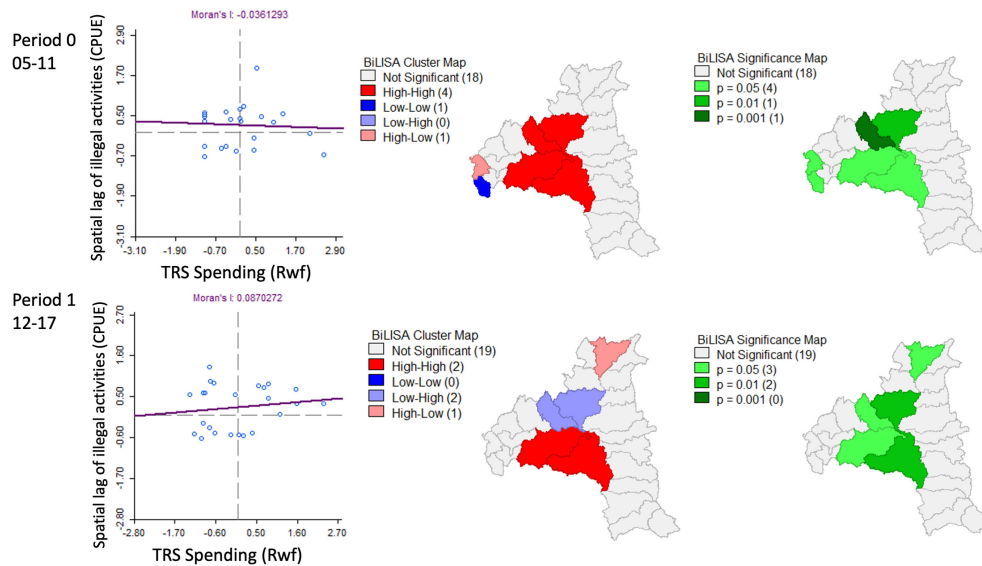 Period 0
05-11
Moran's I: -0.0361293
Spatial lag of illegal activities (CPUE)
2.90
1.70
0.50
-0.70
-1.90
-3.10
-3.10 -1.90 -0.70 0.50 1.70 2.90
TRS Spending (Rwf)
BiLISA Cluster Map
Not Significant (18)
High-High (4)
Low-Low (1)
Low-High (0)
High-Low (1)
BiLISA Significance Map
Not Significant (18)
p = 0.05 (4)
p = 0.01 (1)
p = 0.001 (1)
Period 1
12-17
Moran's I: 0.0870272
Spatial lag of illegal activities (CPUE)
2.70
1.60
0.50
-0.60
-1.70
-2.80
-2.80 -1.70 -0.60 0.50 1.60 2.70
TRS Spending (Rwf)
BiLISA Cluster Map
Not Significant (19)
High-High (2)
Low-Low (0)
Low-High (2)
High-Low (1)
BiLISA Significance Map
Not Significant (19)
p = 0.05 (3)
p = 0.01 (2)
p = 0.001 (0)